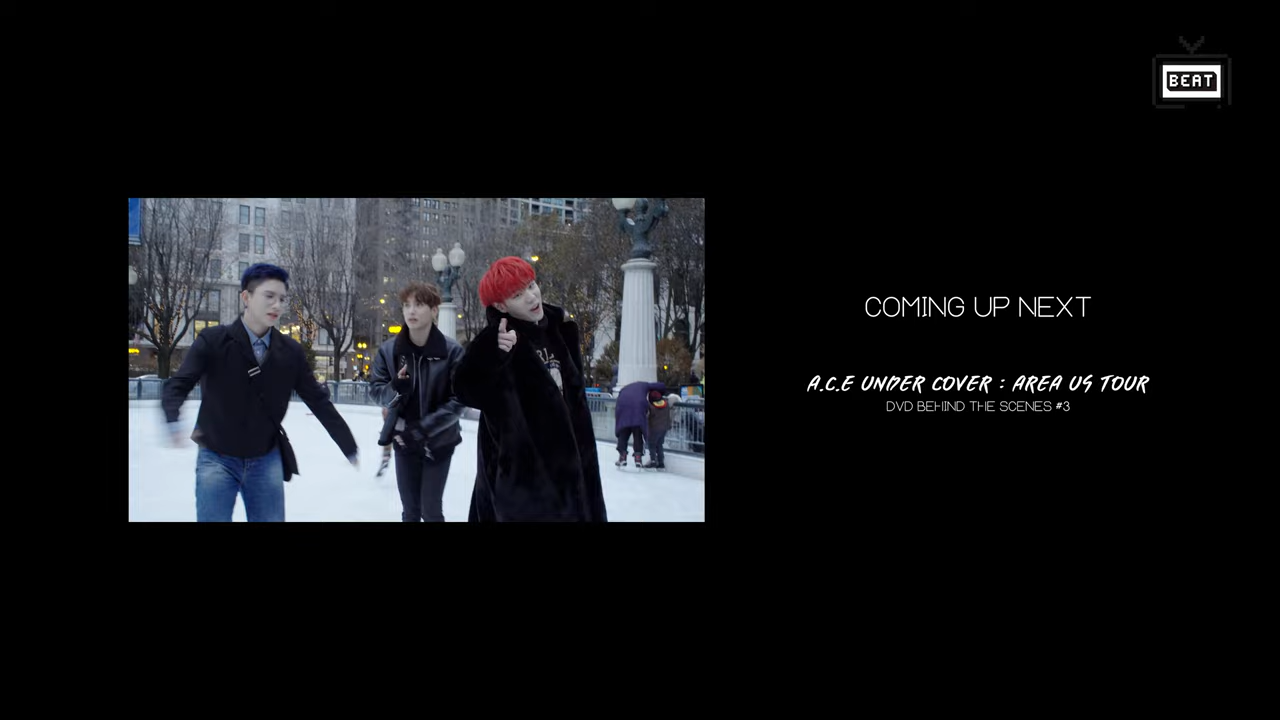 BEAT
COMING UP NEXT
A.C.E UNDER COVER : AREA US TOUR
DVD BEHIND THE SCENES #3